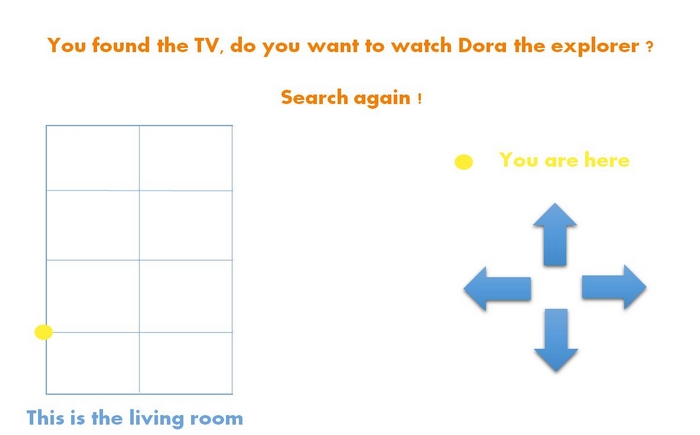 You found the TV, do you want to watch Dora the explorer ?
Search again !
You are here
This is the living room